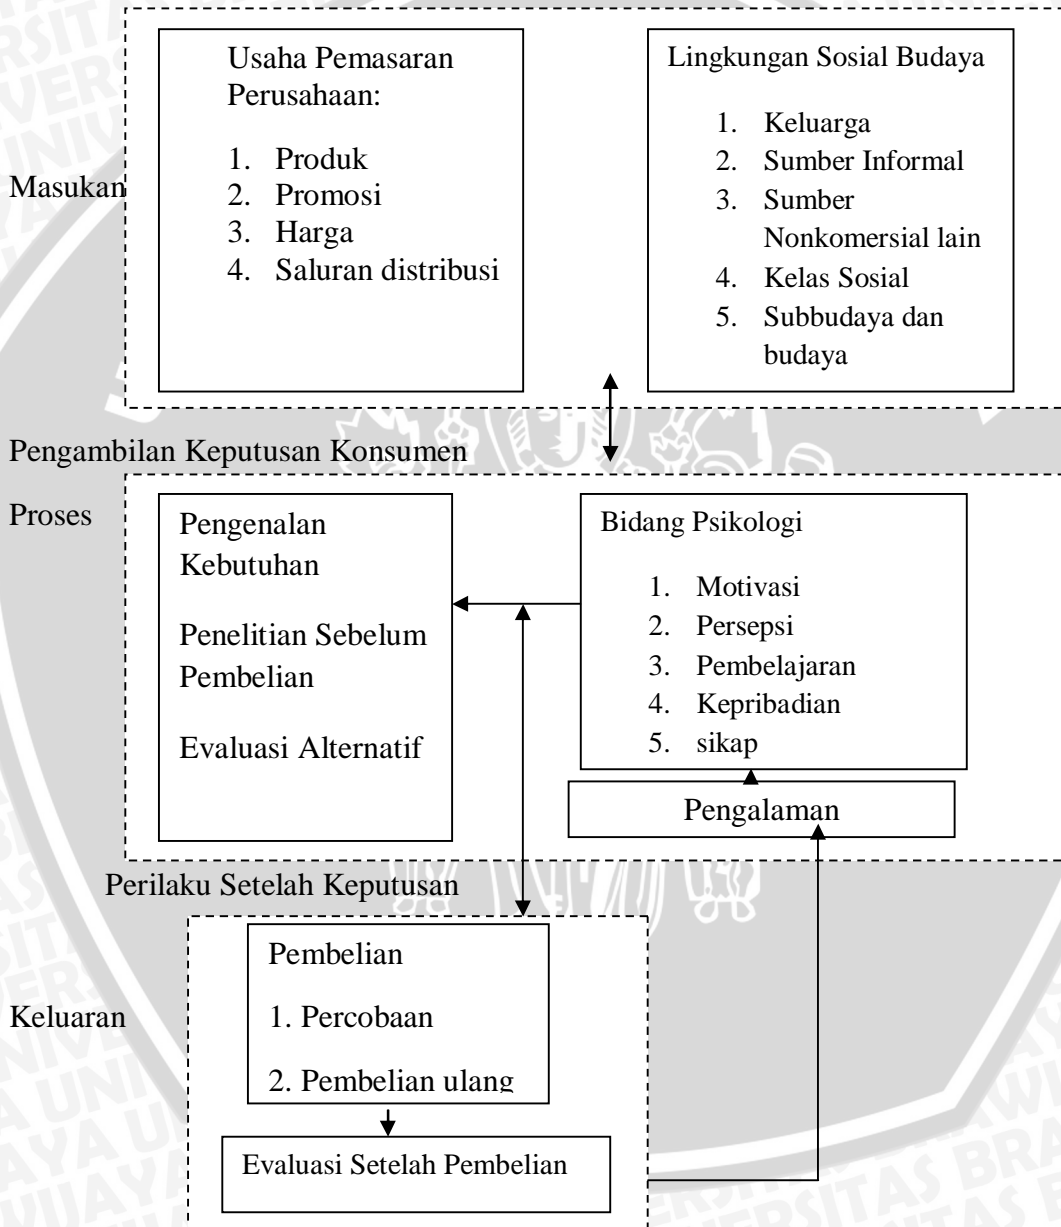 Usaha Pemasaran
Perusahaan:
1. Produk
2. Promosi
3. Harga
4. Saluran distribusi
Lingkungan Sosial Budaya
1. Keluarga
2. Sumber Informal
3. Sumber
Nonkomersial lain
4. Kelas Sosial
5. Subbudaya dan
budaya
Masukan
Pengambilan Keputusan Konsumen
Proses
Pengenalan
Kebutuhan
Penelitian Sebelum
Pembelian
Evaluasi Alternatif
Bidang Psikologi
1. Motivasi
2. Persepsi
3. Pembelajaran
4. Kepribadian
5. sikap
Pengalaman
Perilaku Setelah Keputusan
Keluaran
Pembelian
1. Percobaan
2. Pembelian ulang
Evaluasi Setelah Pembelian